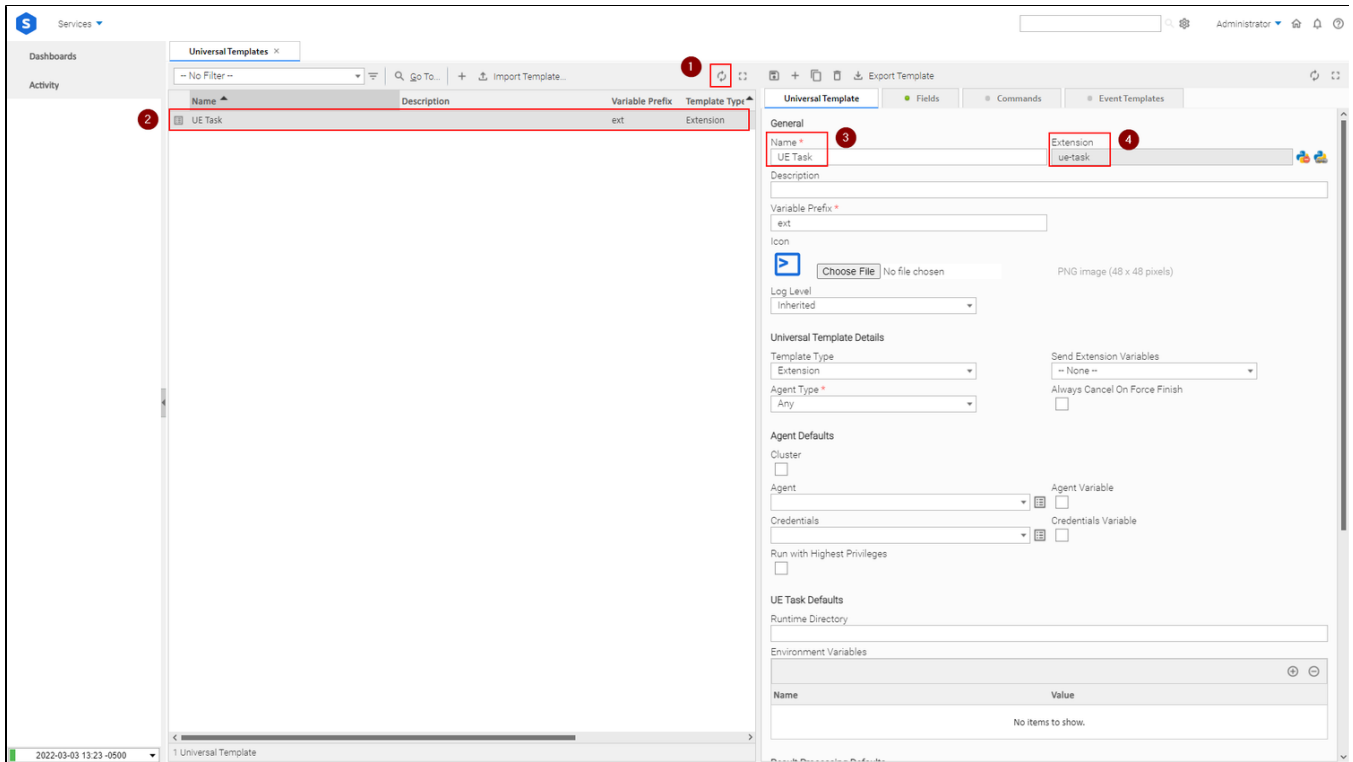 S Services
Administrator
Dashboards
Activity
Universal Templates ×
-- No Filter --
Go To...
Import Template...
1
Name
Description
Variable Prefix
Template Type
2
UE Task
ext
Extension
1 Universal Template
2022-03-03 13:23 -0500
Export Template
Universal Template
Fields
Commands
Event Templates
General
Name *
3
Extension
4
UE Task
ue-task
Description
Variable Prefix *
ext
Icon
Choose File No file chosen
PNG image (48 x 48 pixels)
Log Level
Inherited
Universal Template Details
Template Type
Send Extension Variables
Extension
-- None --
Agent Type *
Always Cancel On Force Finish
Any
Agent Defaults
Cluster
Agent
Agent Variable
Credentials
Credentials Variable
Run with Highest Privileges
UE Task Defaults
Runtime Directory
Environment Variables
Name
Value
No items to show.
Result Processing Defaults